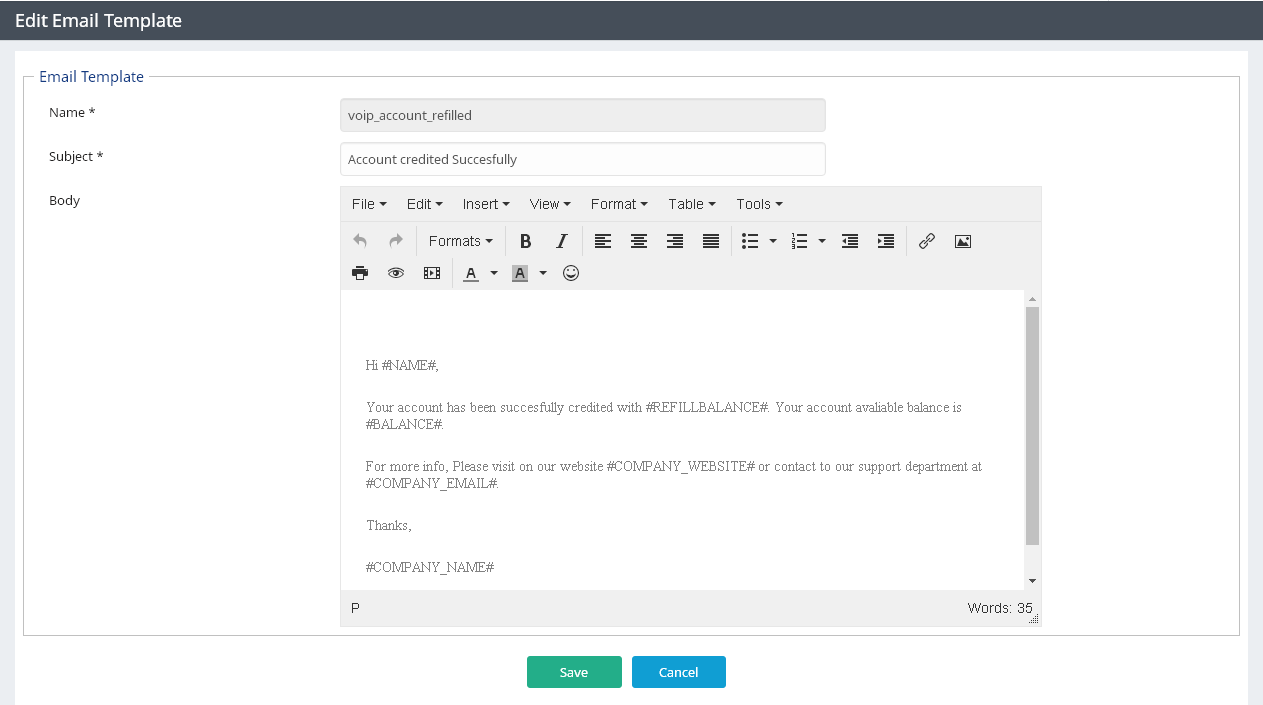 Edit Email Template
Email Template
Name *
voip_account_refilled
Subject *
Account credited Succesfully
Body
File Edit Insert View Format Table Tools
Formats B I
A A
Hi #NAME#,
Your account has been succesfully credited with #REFILLBALANCE#. Your account avaliable balance is
#BALANCE#.
For more info, Please visit on our website #COMPANY_WEBSITE# or contact to our support department at
#COMPANY_EMAIL#.
Thanks,
#COMPANY_NAME#
P
Words: 35
Save
Cancel